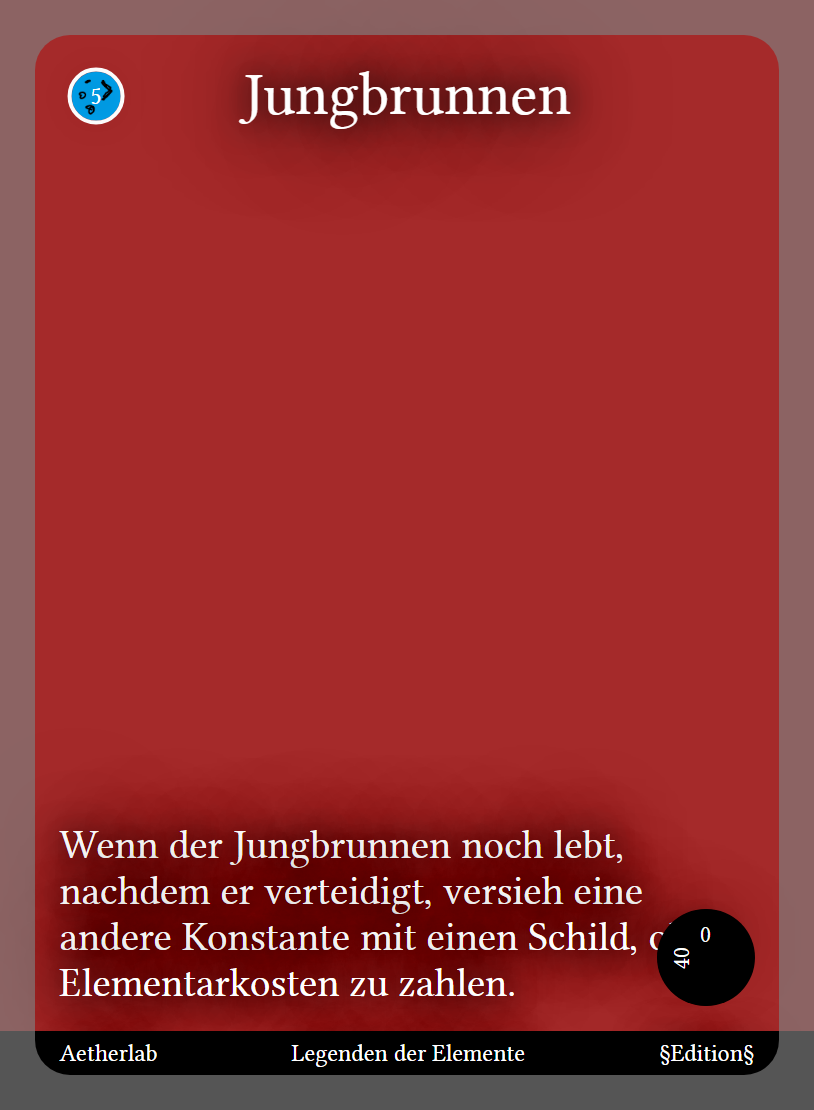 5
Jungbrunnen
Wenn der Jungbrunnen noch lebt,
nachdem er verteidigt, versieh eine
andere Konstante mit einen Schild,
0
40
Elementarkosten zu zahlen.
Aetherlab
Legenden der Elemente
§Edition§